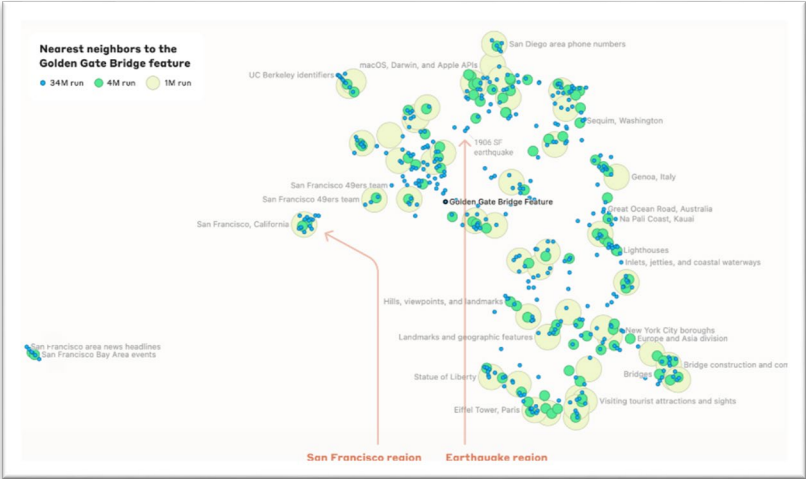 Nearest neighbors to the
Golden Gate Bridge feature
34M run 4M run 1M run
San Diego area phone numbers
macOS, Darwin, and Apple APIs
UC Berkeley identifiers
Sequim, Washington
1906 SF
earthquake
Genoa, Italy
San Francisco 49ers team
San Francisco 49ers team
Golden Gate Bridge Feature
Great Ocean Road, Australia
Na Pali Coast, Kauai
San Francisco, California
Lighthouses
Inlets, jetties, and coastal waterways
Hills, viewpoints, and landmarks
New York City boroughs
Landmarks and geographic features
Europe and Asia division
San Francisco area news headlines
San Francisco Bay Area events
Bridge construction and con
Statue of Liberty
Bridges
Visiting tourist attractions and sights
Eiffel Tower, Paris
San Francisco region
Earthquake region